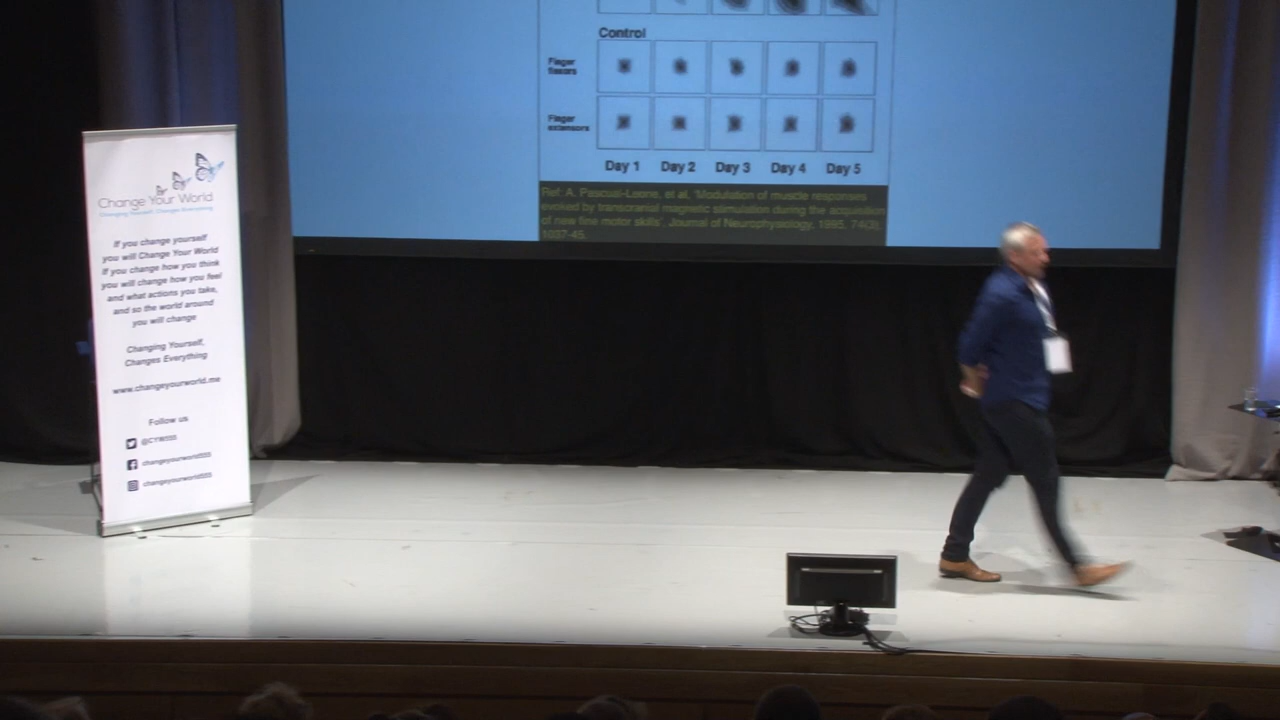 Control
Finger flexors
Finger extensors
Day 1 Day 2 Day 3 Day 4 Day 5
Ref: A. Pascual-Leone, et al, 'Modulation of muscle responses
evoked by transcranial magnetic stimulation during the acquisition
of new fine motor skills', Journal of Neurophysiology, 1995, 74(3),
1037-45.
Change Your World
Changing Yourself, Changes Everything
If you change yourself
you will Change Your World
If you change how you think
you will change how you feel
and what actions you take,
and so the world around
you will change
Changing Yourself,
Changes Everything
www.changeyourworld.me
Follow us
@CYW555
changeyourworld555
changeyourworld555